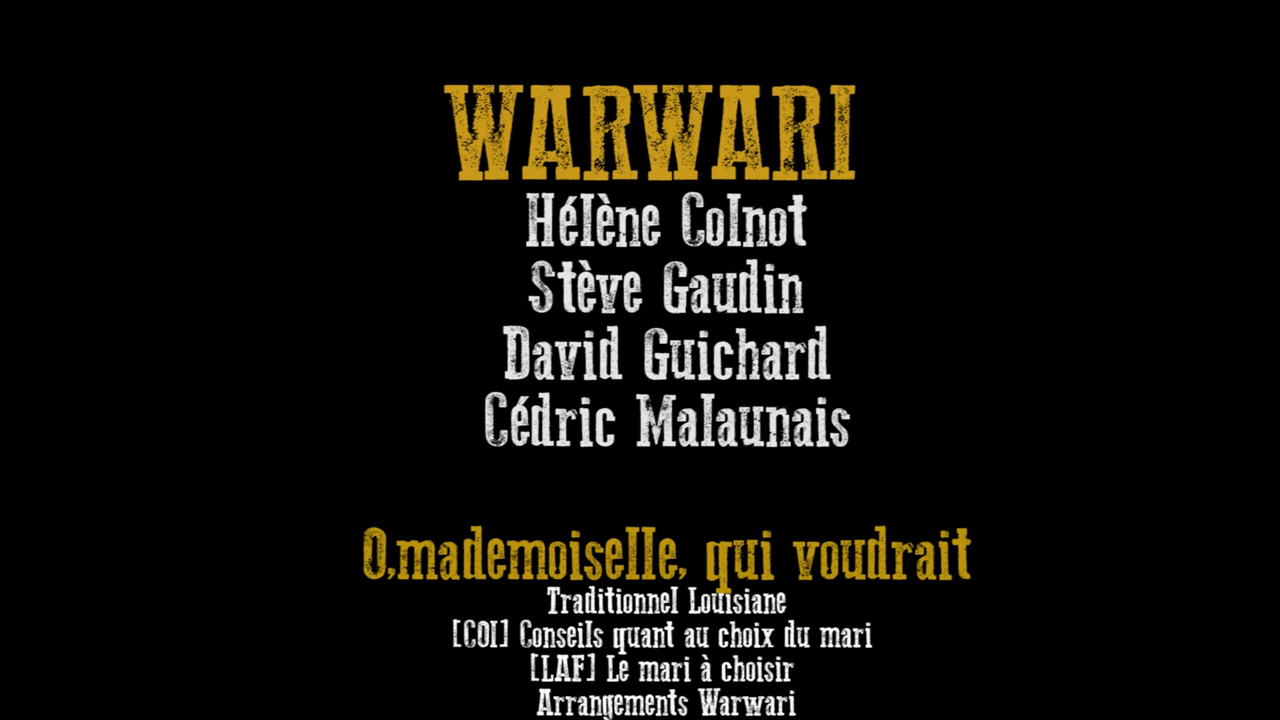 WARWARI
Hélène Colnot
Stève Gaudin
David Guichard
Cédric Malaunais
O,mademoiselle, qui voudrait
Traditionnel Louisiane
[COI] Conseils quant au choix du mari
[LAF] Le mari à choisir
Arrangements Warwari